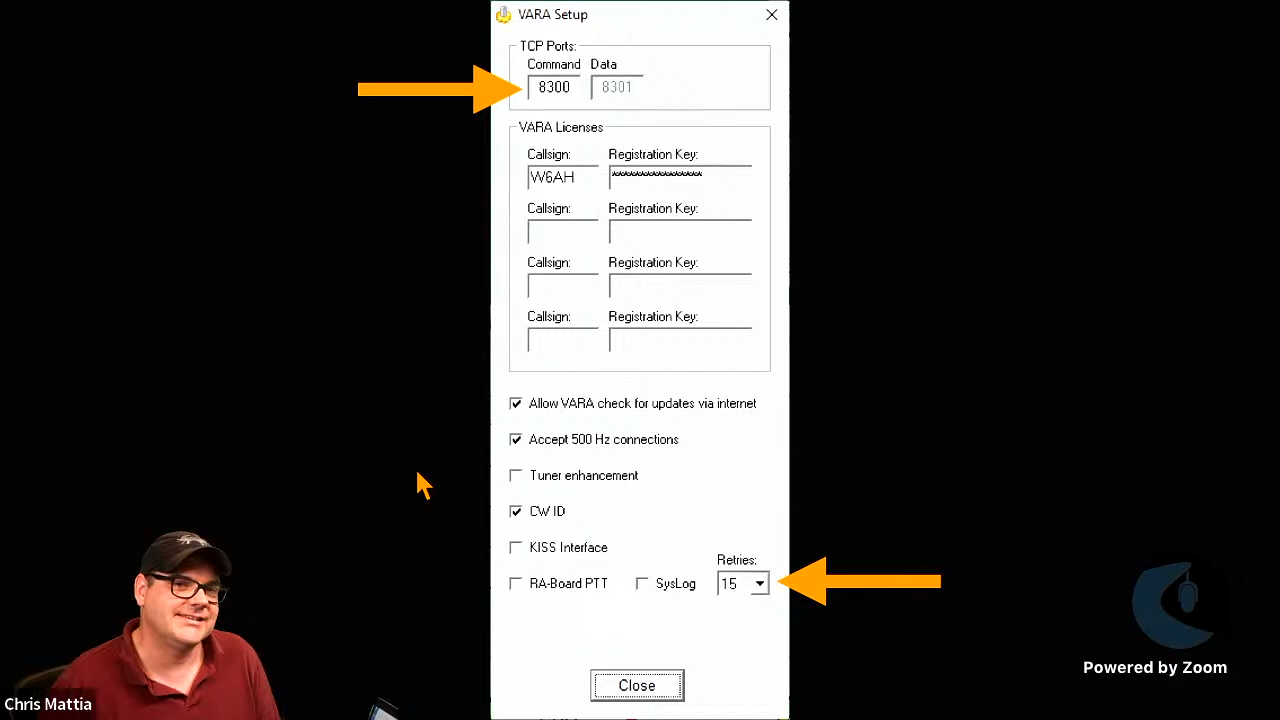 VARA Setup
TCP Ports:
Command Data
8300 8301
VARA Licenses
Callsign: Registration Key:
W6AH *****************
Callsign: Registration Key:
Callsign: Registration Key:
Callsign: Registration Key:
Allow VARA check for updates via internet
Accept 500 Hz connections
Tuner enhancement
CW ID
KISS Interface
Retries:
RA-Board PTT SysLog 15
Close
Chris Mattia
Powered by Zoom